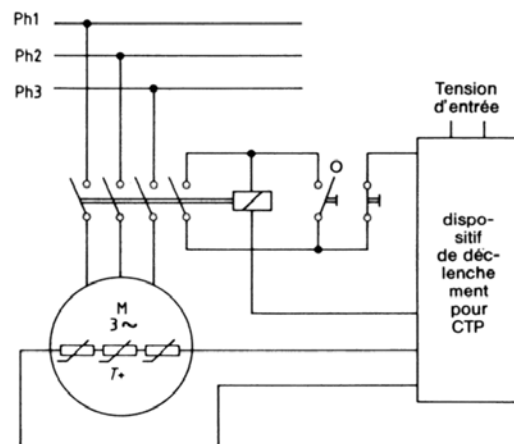 Ph1
Ph2
Ph3
Tension
d'entrée
dispo-
sitif
de déc-
lenche
ment
pour
CTP
M
3~
T+